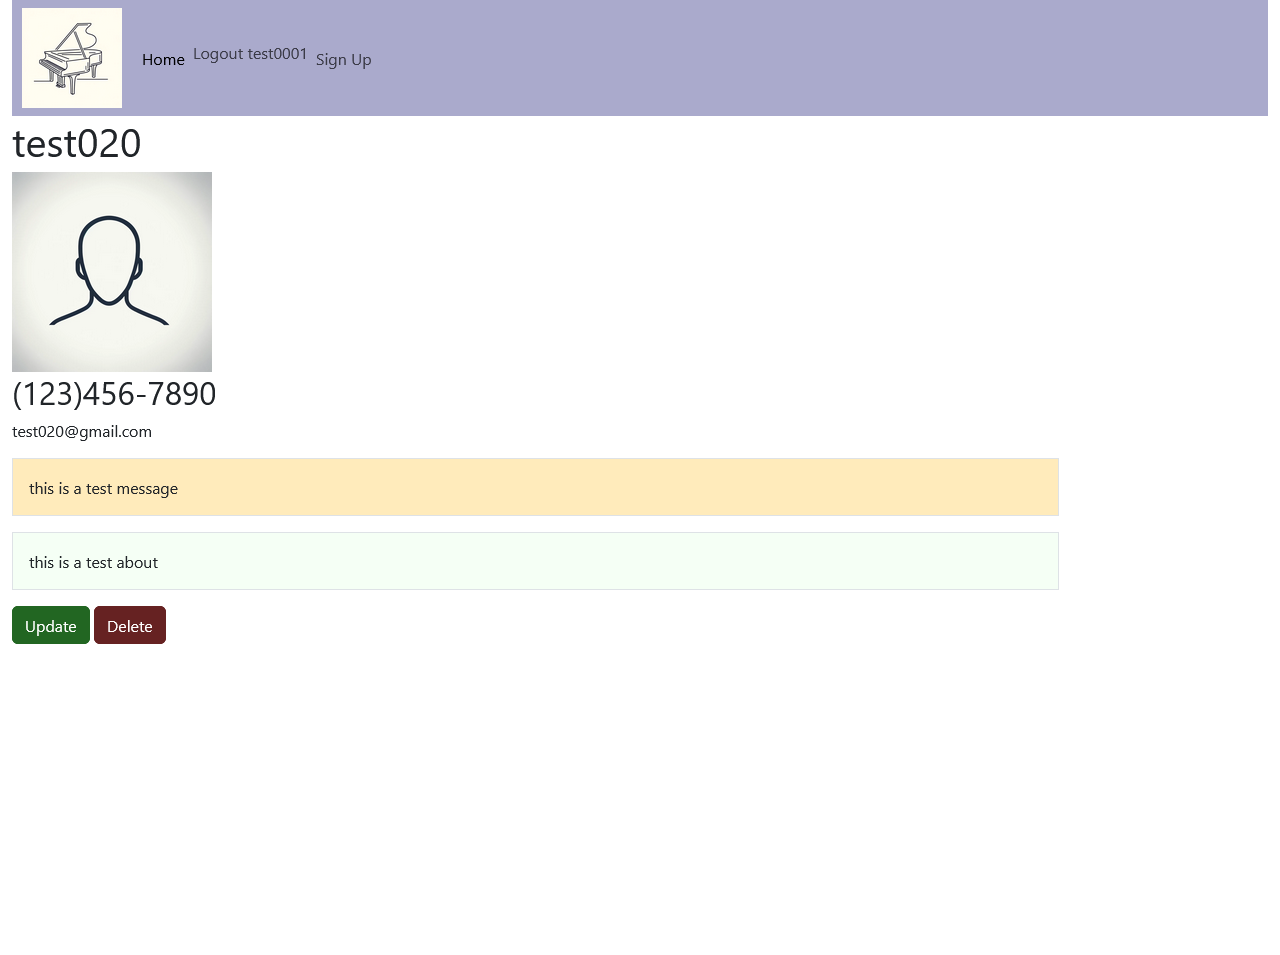 Home Logout test0001 Sign Up
test020
(123)456-7890
test020@gmail.com
this is a test message
this is a test about
Update Delete